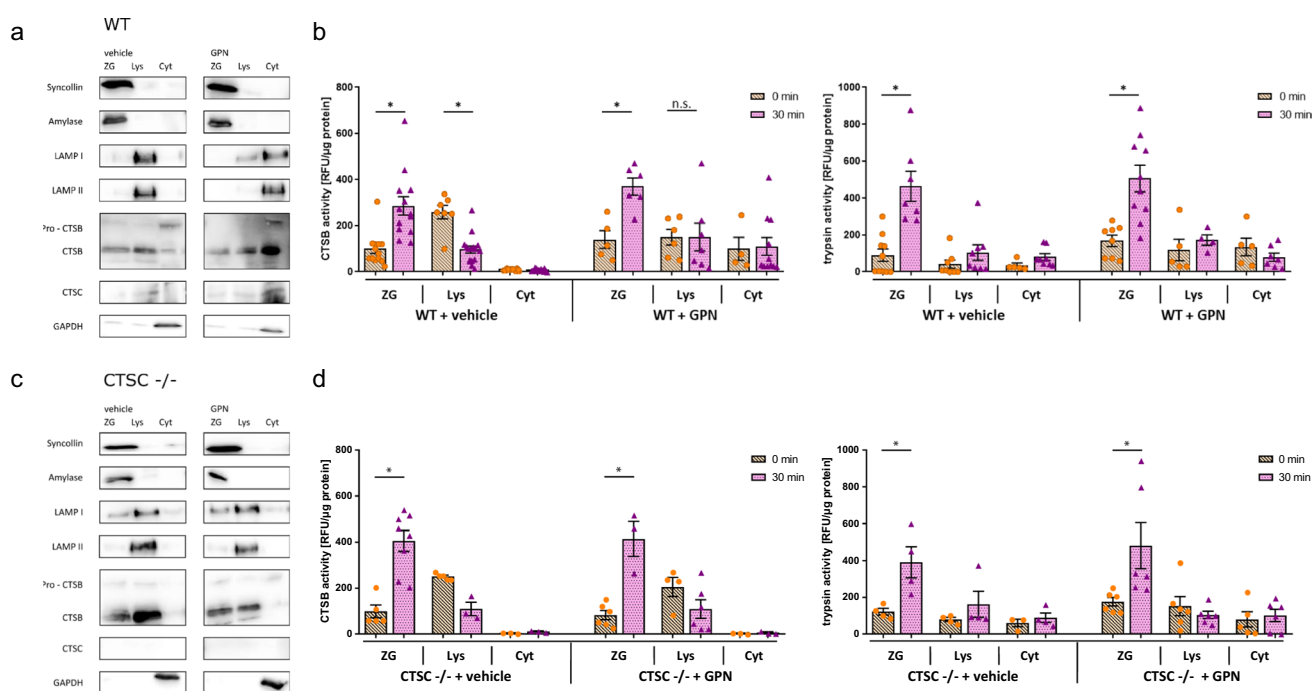 a
WT
vehicle
ZG Lys Cyt
GPN
ZG Lys Cyt
Syncollin
Amylase
LAMP I
LAMP II
Pro - CTSB
CTSB
CTSC
GAPDH
b
CTSB activity [RFU/µg protein]
800
600
400
200
0
* * * n.s.
0 min
30 min
ZG Lys Cyt ZG Lys Cyt
WT + vehicle WT + GPN
trypsin activity [RFU/µg protein]
1000
800
600
400
200
0
* *
0 min
30 min
ZG Lys Cyt ZG Lys Cyt
WT + vehicle WT + GPN
c
CTSC -/-
vehicle
ZG Lys Cyt
GPN
ZG Lys Cyt
Syncollin
Amylase
LAMP I
LAMP II
Pro - CTSB
CTSB
CTSC
GAPDH
d
CTSB activity [RFU/µg protein]
800
600
400
200
0
* *
0 min
30 min
ZG Lys Cyt ZG Lys Cyt
CTSC -/- + vehicle CTSC -/- + GPN
trypsin activity [RFU/µg protein]
1000
800
600
400
200
0
* *
0 min
30 min
ZG Lys Cyt ZG Lys Cyt
CTSC -/- + vehicle CTSC -/- + GPN